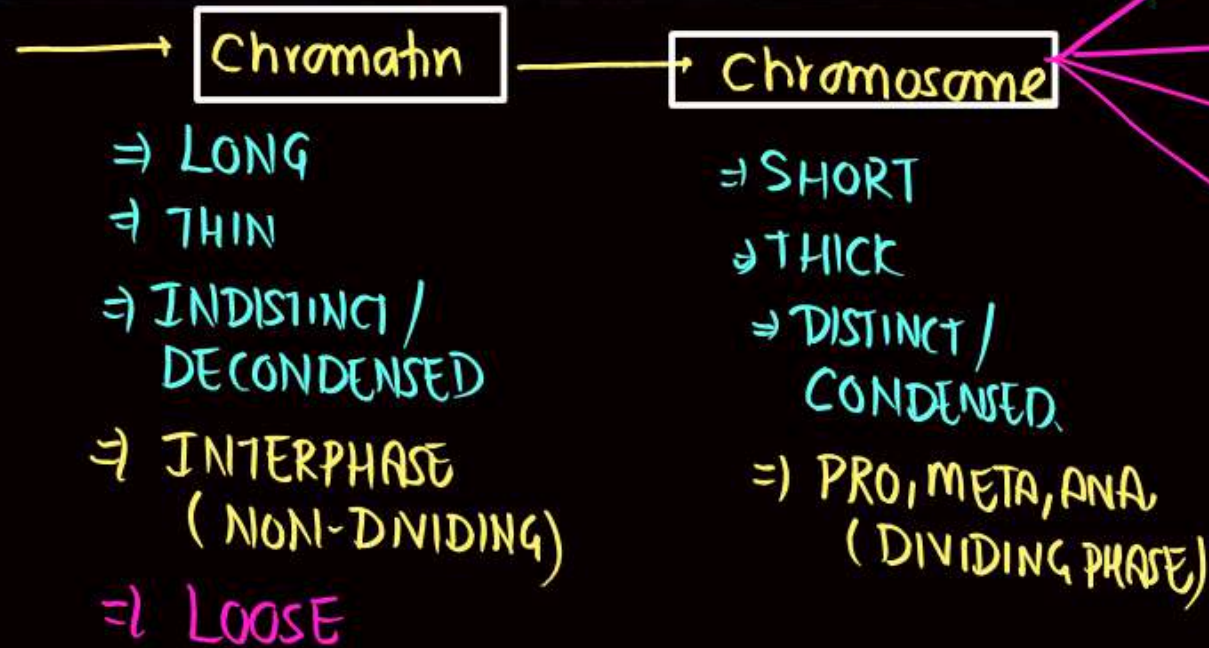 Chromatin
⇒ LONG
⇒ THIN
⇒ INDISTINCT /
DECONDENSED
⇒ INTERPHASE
(NON-DIVIDING)
⇒ LOOSE
Chromosome
⇒ SHORT
⇒ THICK
⇒ DISTINCT /
CONDENSED.
⇒ PRO, META, ANA,
(DIVIDING PHASE)